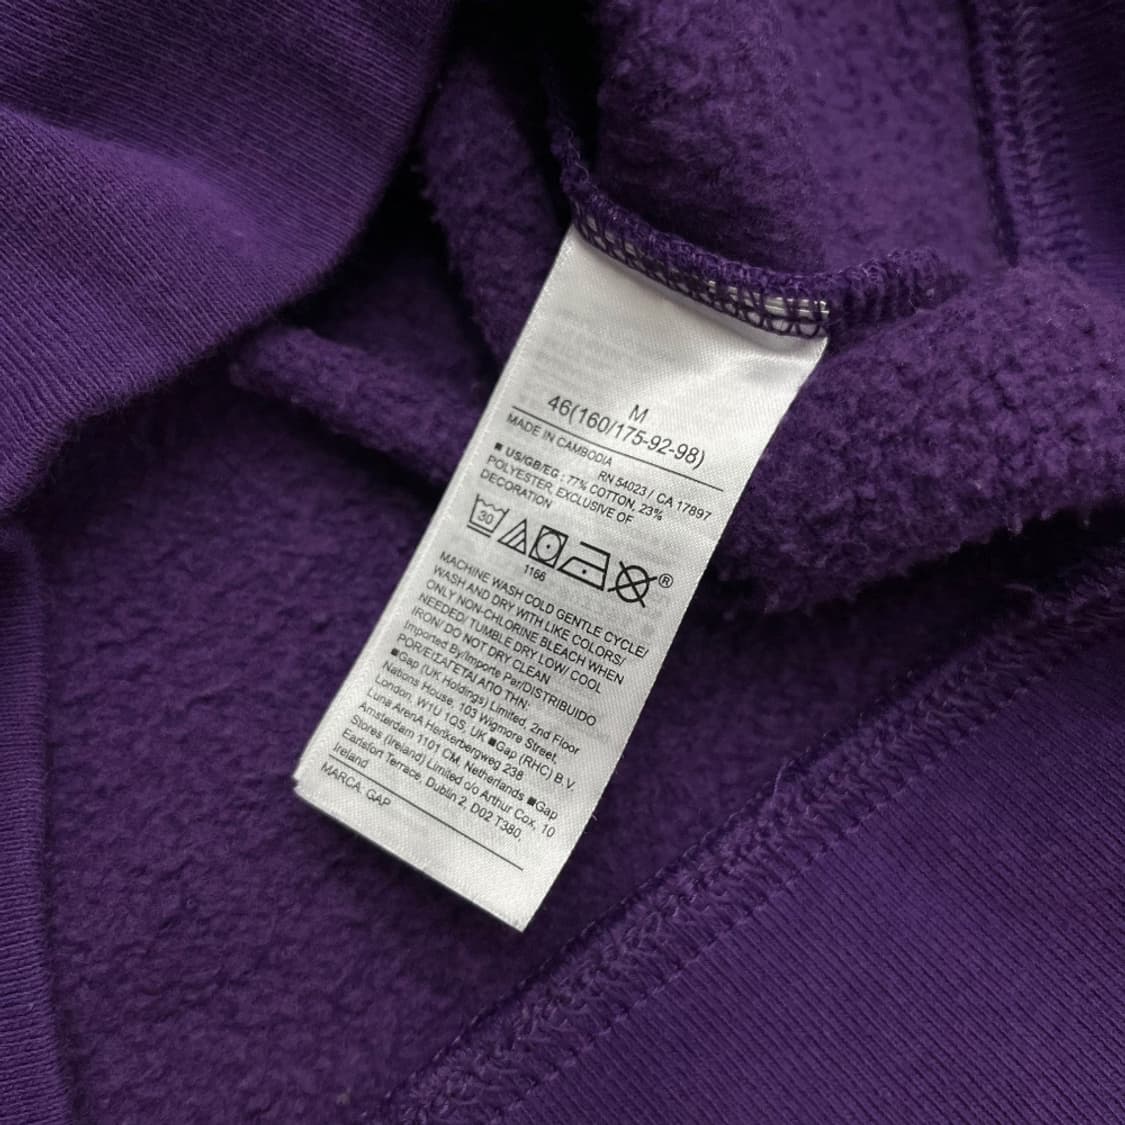 M
46(160/175-92-98)
MADE IN CAMBODIA
RN 54023 / CA 17897
■ US/GB/EG : 77% COTTON, 23%
POLYESTER, EXCLUSIVE OF
DECORATION
30
®
1166
MACHINE WASH COLD GENTLE CYCLE/
WASH AND DRY WITH LIKE COLORS/
ONLY NON-CHLORINE BLEACH WHEN
NEEDED/ TUMBLE DRY LOW/ COOL
IRON/ DO NOT DRY CLEAN
Imported By/Importe Par/DISTRIBUIDO
POR/ΕΙΣΑΓΕΤΑΙ ΑΠΟ ΤΗΝ:
■Gap (UK Holdings) Limited, 2nd Floor
Nations House, 103 Wigmore Street,
London, W1U 1QS, UK ■Gap (RHC) B.V.
Luna ArenA Herikerbergweg 238
Amsterdam 1101 CM, Netherlands ■Gap
Stores (Ireland) Limited c/o Arthur Cox, 10
Earlsfort Terrace, Dublin 2, D02 T380,
Ireland
MARCA: GAP